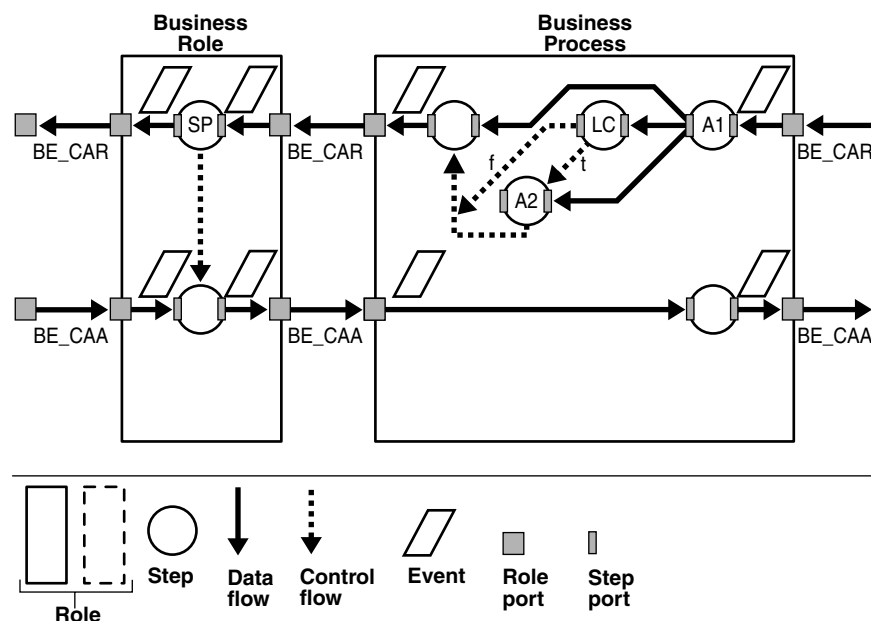 Business
Role
Business
Process
SP
LC
A1
BE_CAR
BE_CAR
BE_CAR
f
t
A2
BE_CAA
BE_CAA
BE_CAA
Step
Data
flow
Control
flow
Event
Role
port
Step
port
Role